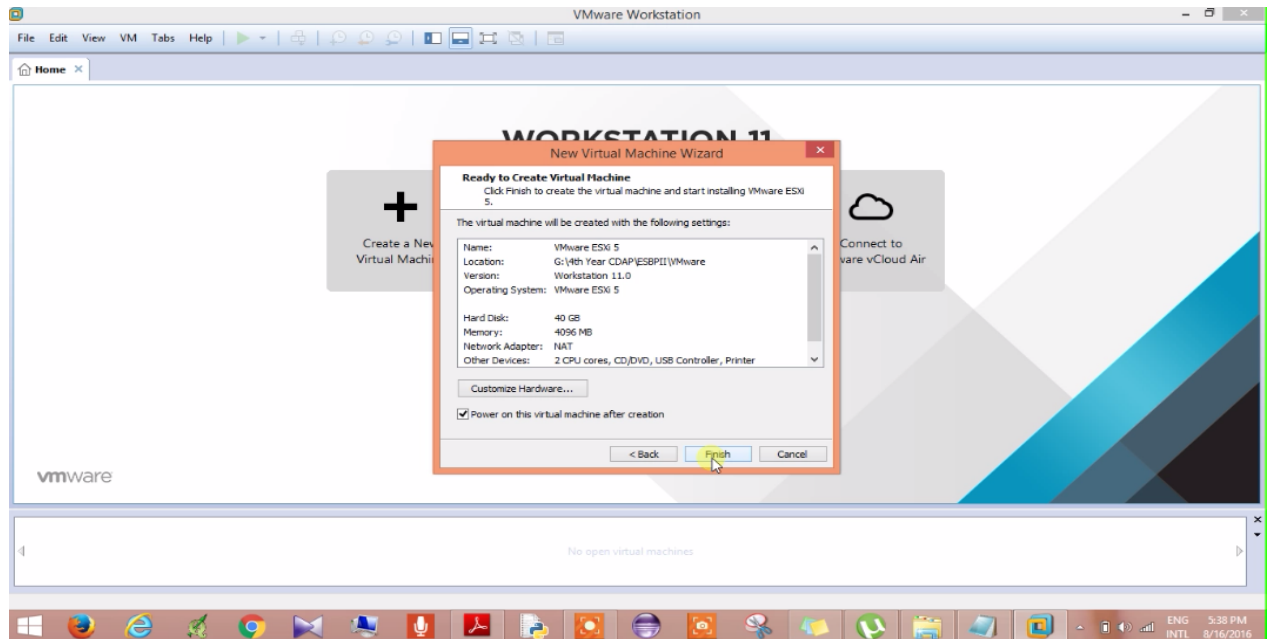 VMware Workstation
File Edit View VM Tabs Help
Home
WORKSTATION 11
New Virtual Machine Wizard
Ready to Create Virtual Machine
Click Finish to create the virtual machine and start installing VMware ESXi
5.
The virtual machine will be created with the following settings:
Name: VMware ESXi 5
Location: G:\4th Year CDAP\ESBPII\VMware
Version: Workstation 11.0
Operating System: VMware ESXi 5
Hard Disk: 40 GB
Memory: 4096 MB
Network Adapter: NAT
Other Devices: 2 CPU cores, CD/DVD, USB Controller, Printer
Customize Hardware...
Power on this virtual machine after creation
< Back Finish Cancel
Create a New
Virtual Machi
Connect to
ware vCloud Air
vmware
No open virtual machines
ENG 5:38 PM
INTL 8/16/2016